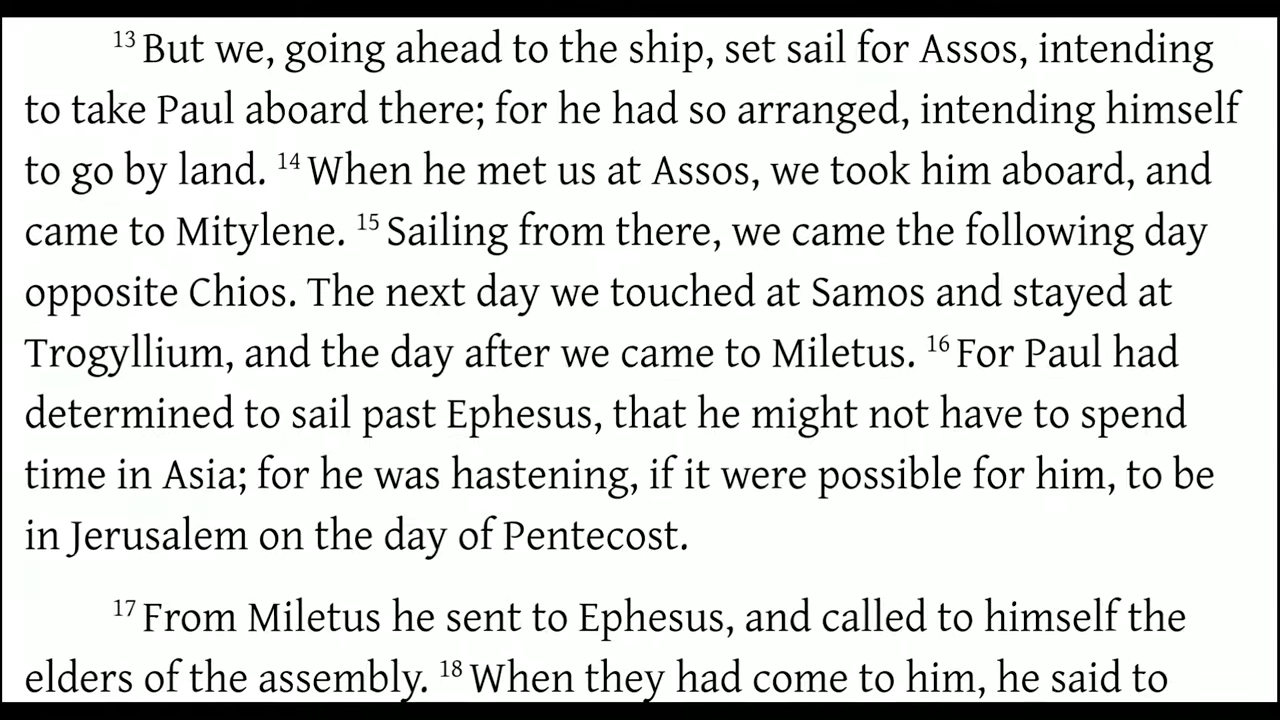 13 But we, going ahead to the ship, set sail for Assos, intending
to take Paul aboard there; for he had so arranged, intending himself
to go by land. 14 When he met us at Assos, we took him aboard, and
came to Mitylene. 15 Sailing from there, we came the following day
opposite Chios. The next day we touched at Samos and stayed at
Trogyllium, and the day after we came to Miletus. 16 For Paul had
determined to sail past Ephesus, that he might not have to spend
time in Asia; for he was hastening, if it were possible for him, to be
in Jerusalem on the day of Pentecost.
17 From Miletus he sent to Ephesus, and called to himself the
elders of the assembly. 18 When they had come to him, he said to